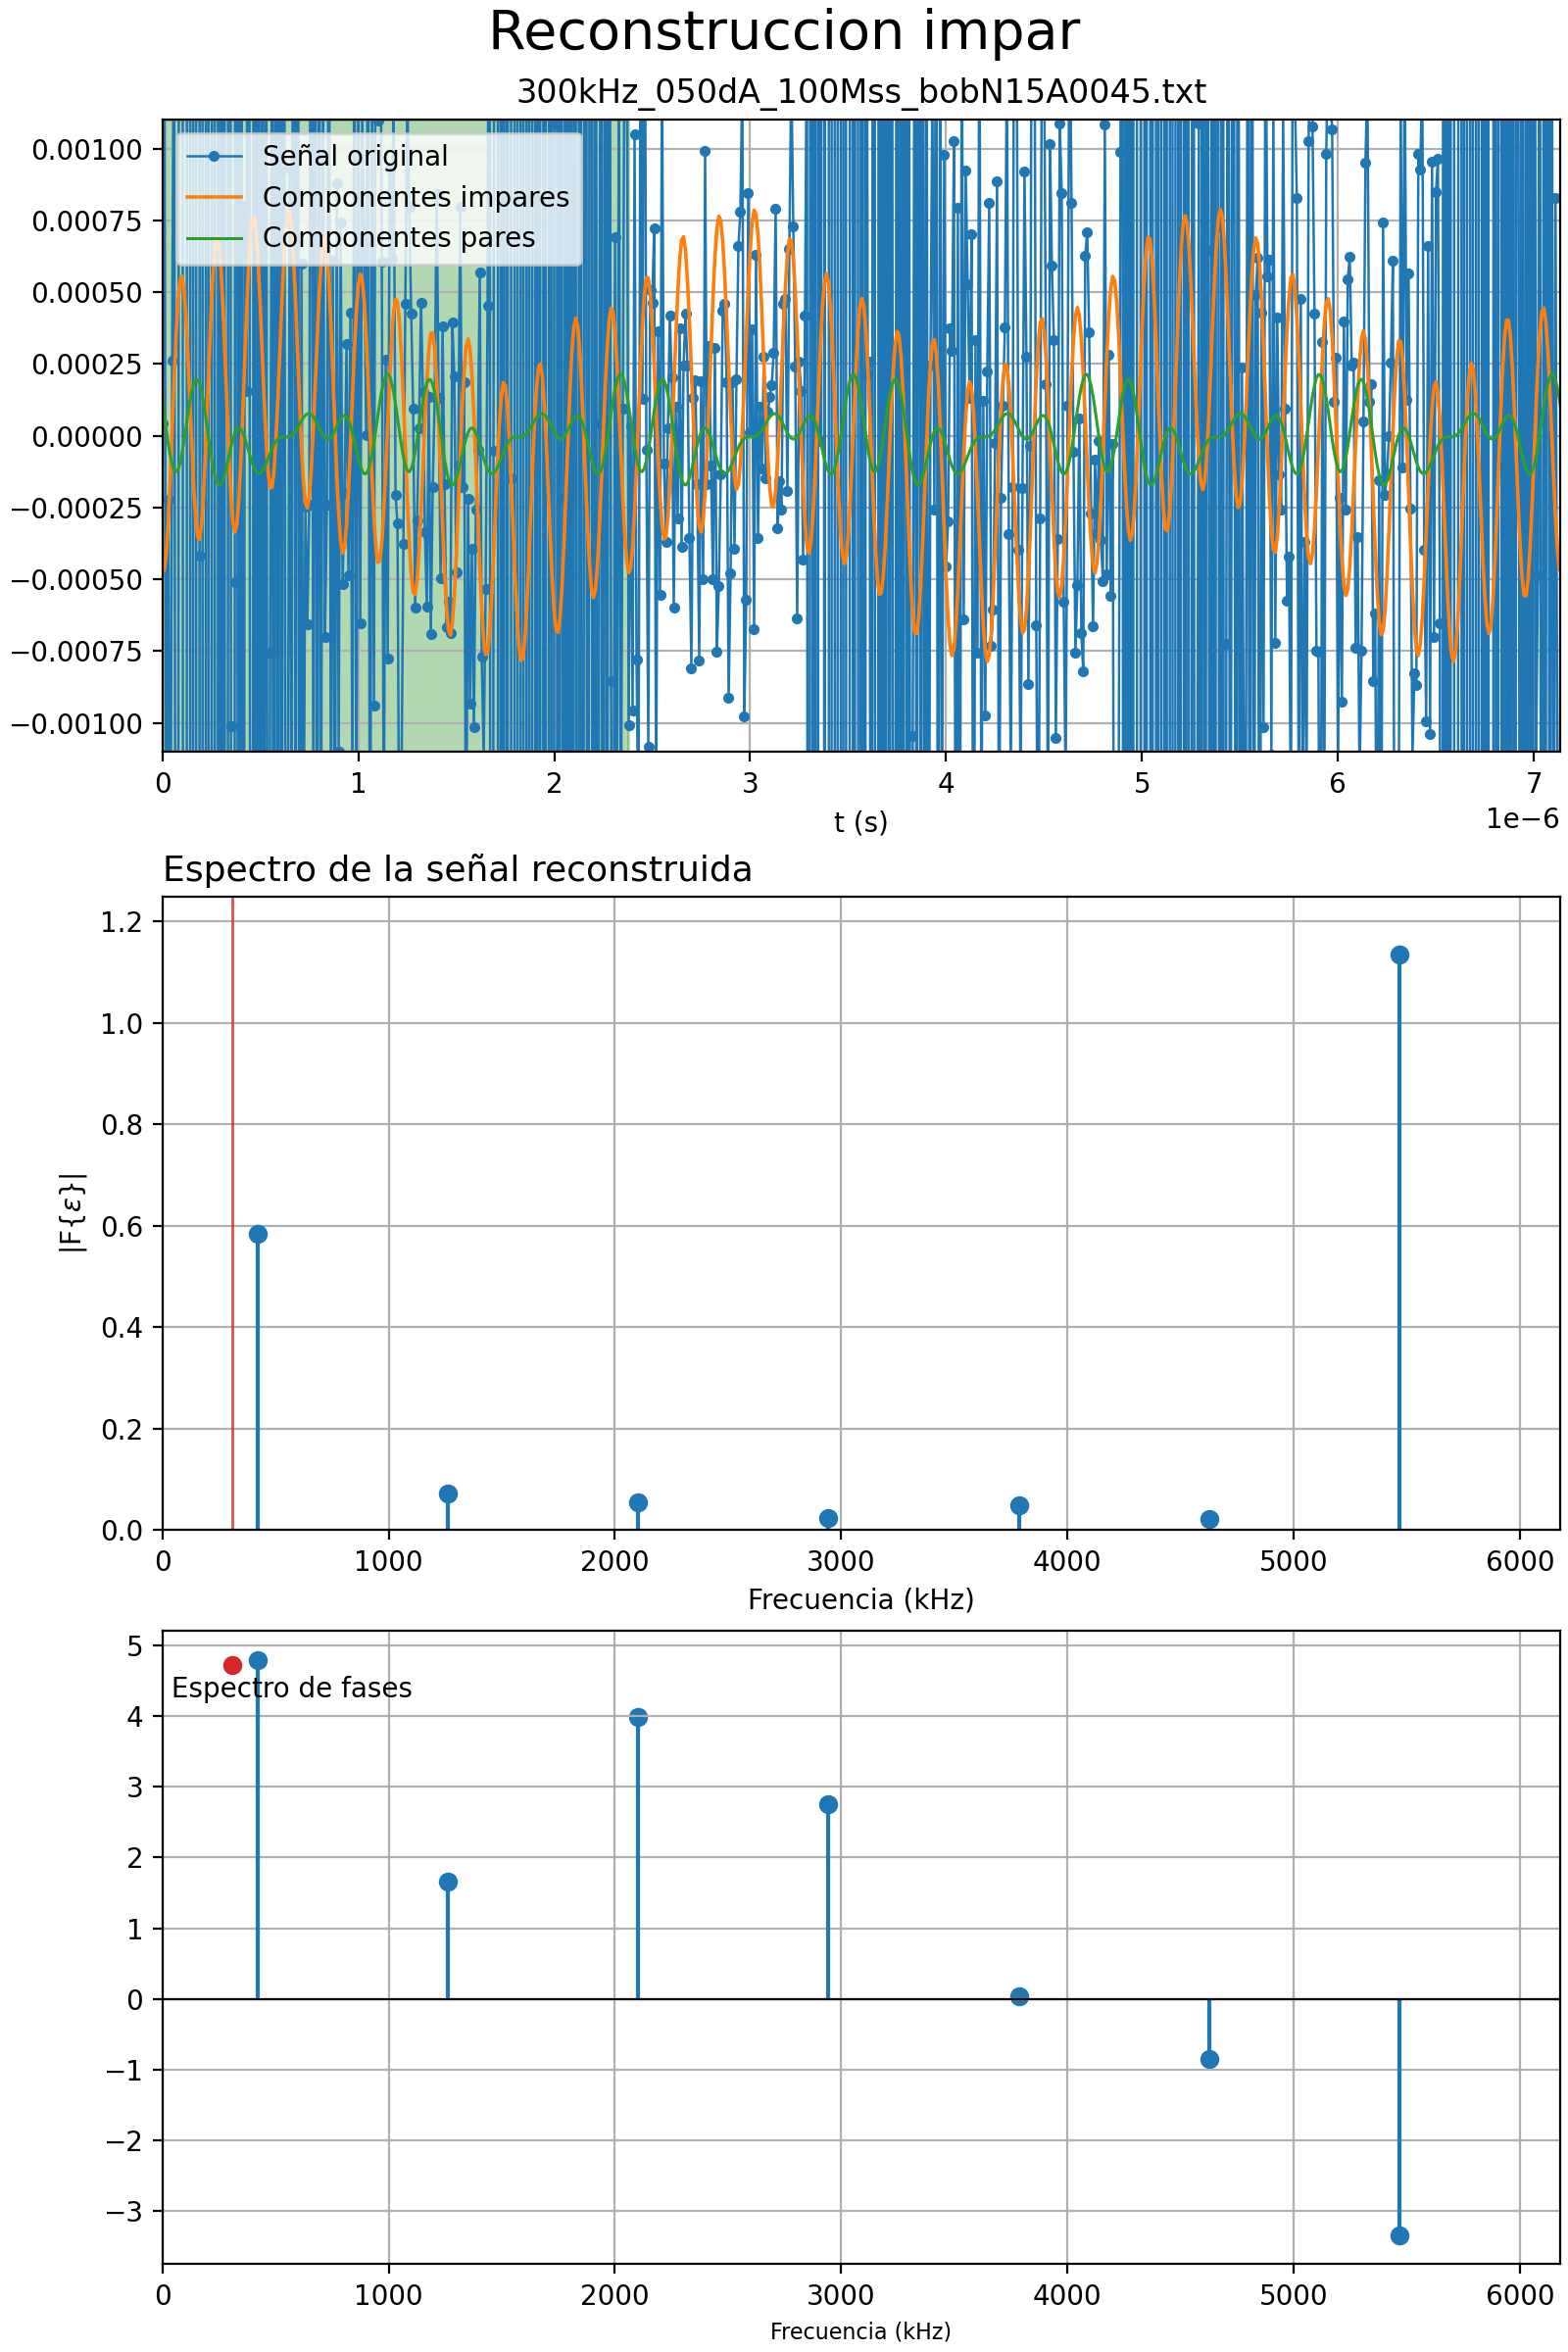 Reconstruccion impar
300kHz_050dA_100Mss_bobN15A0045.txt
Señal original
Componentes impares
Componentes pares
0.00100
0.00075
0.00050
0.00025
0.00000
−0.00025
−0.00050
−0.00075
−0.00100
0 1 2 3 4 5 6 7
1e−6
t (s)
Espectro de la señal reconstruida
1.2
1.0
0.8
0.6
0.4
0.2
0.0
|F{ε}|
0 1000 2000 3000 4000 5000 6000
Frecuencia (kHz)
Espectro de fases
5
4
3
2
1
0
−1
−2
−3
0 1000 2000 3000 4000 5000 6000
Frecuencia (kHz)